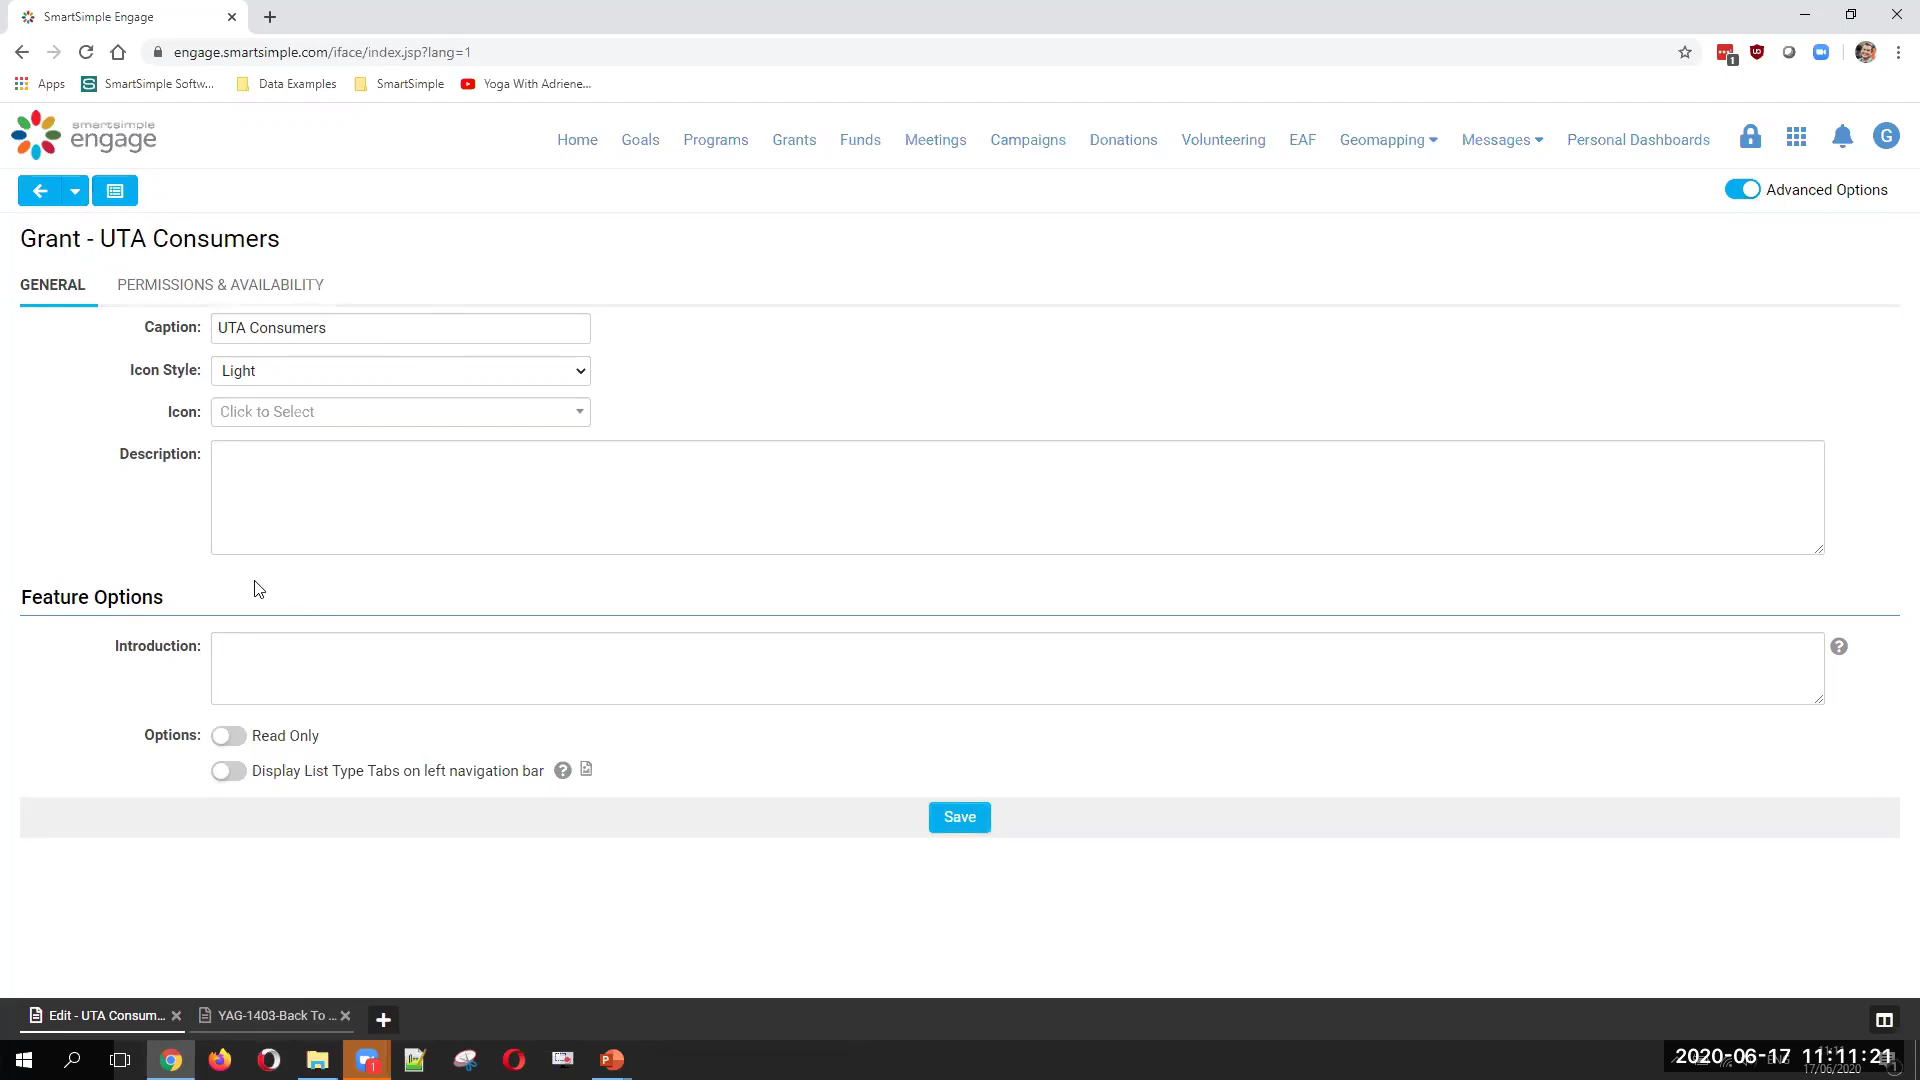 SmartSimple Engage
engage.smartsimple.com/iface/index.jsp?lang=1
1
Apps
SmartSimple Softw...
Data Examples
SmartSimple
Yoga With Adriene...
smartsimple
engage
Home
Goals
Programs
Grants
Funds
Meetings
Campaigns
Donations
Volunteering
EAF
Geomapping
Messages
Personal Dashboards
G
Advanced Options
Grant - UTA Consumers
GENERAL
PERMISSIONS & AVAILABILITY
Caption:
UTA Consumers
Icon Style:
Light
Icon:
Click to Select
Description:
Feature Options
Introduction:
?
Options:
Read Only
Display List Type Tabs on left navigation bar
?
Save
Edit - UTA Consum...
YAG-1403-Back To ...
2020-06-17 11:11:21
17/06/2020